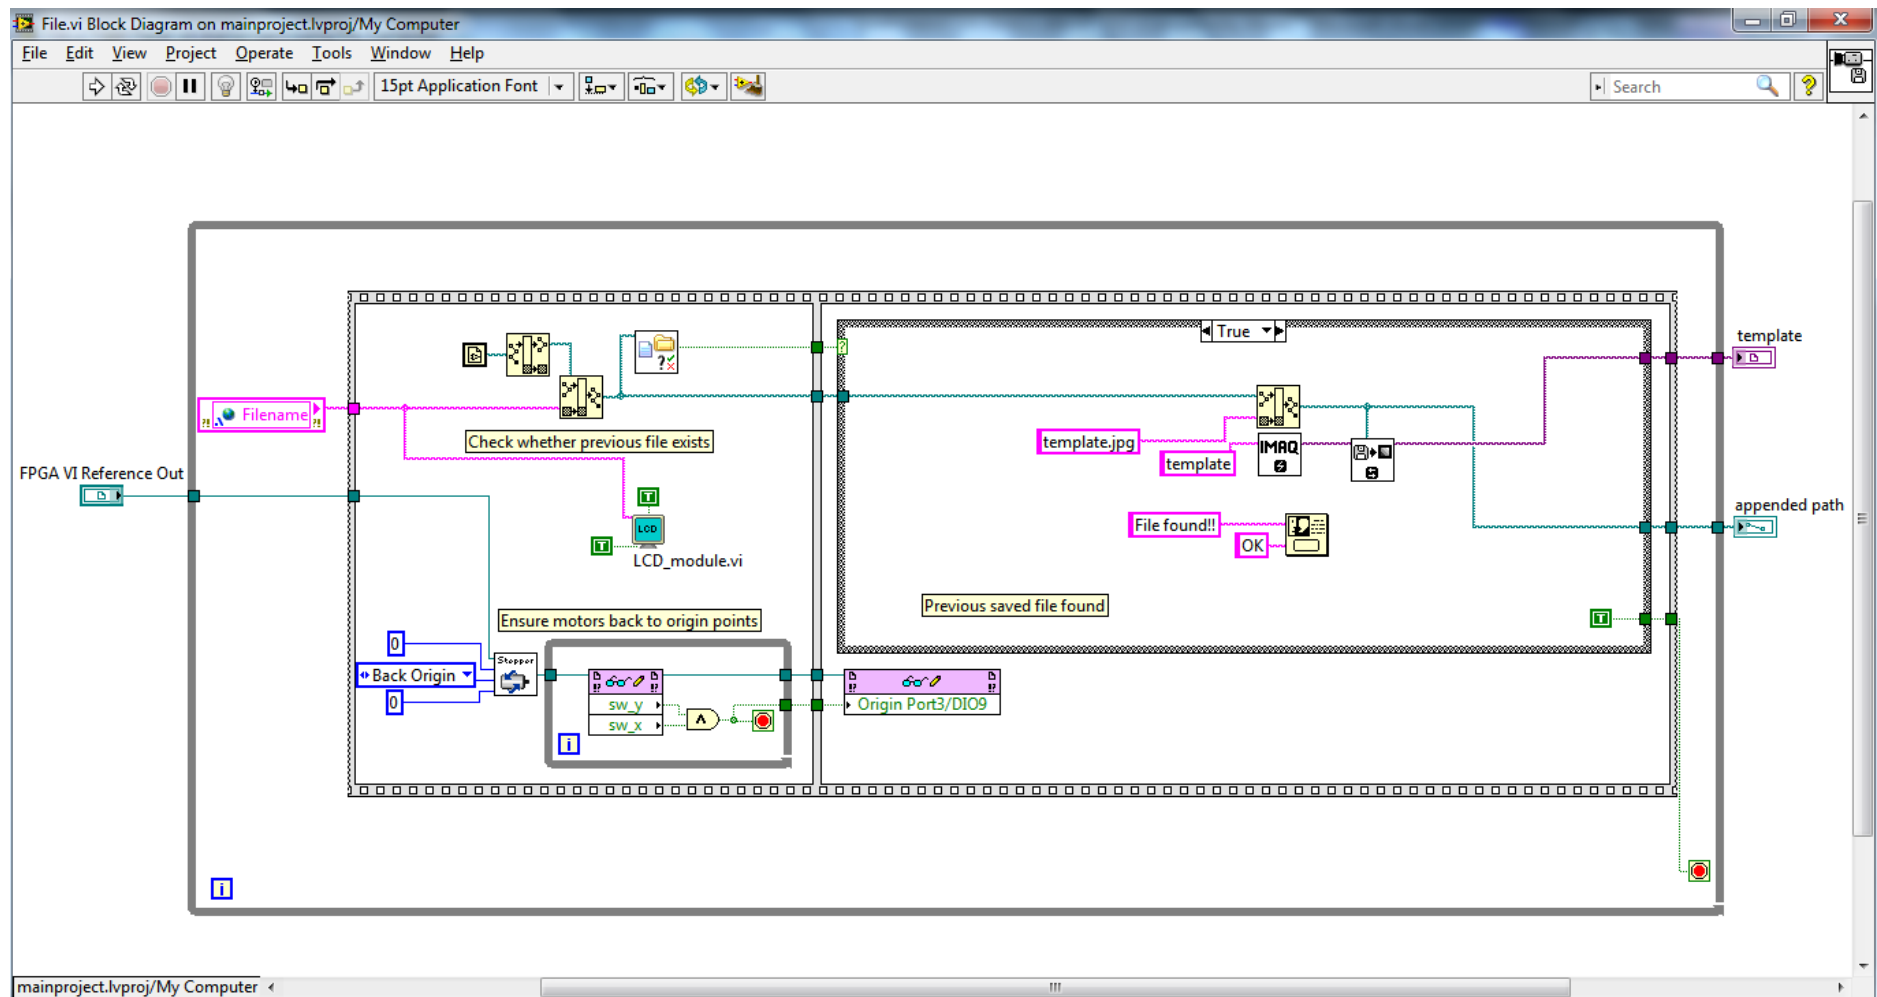 File.vi Block Diagram on mainproject.lvproj/My Computer
File Edit View Project Operate Tools Window Help
15pt Application Font
Search
?
True
template
?
Filename
?!
?!
Check whether previous file exists
template.jpg
IMAQ
template
FPGA VI Reference Out
T
LCD
T
LCD_module.vi
File found!!
OK
appended path
Previous saved file found
T
Ensure motors back to origin points
0
Stepper
Back Origin
0
sw_y
sw_x
i
Origin Port3/DIO9
i
mainproject.lvproj/My Computer